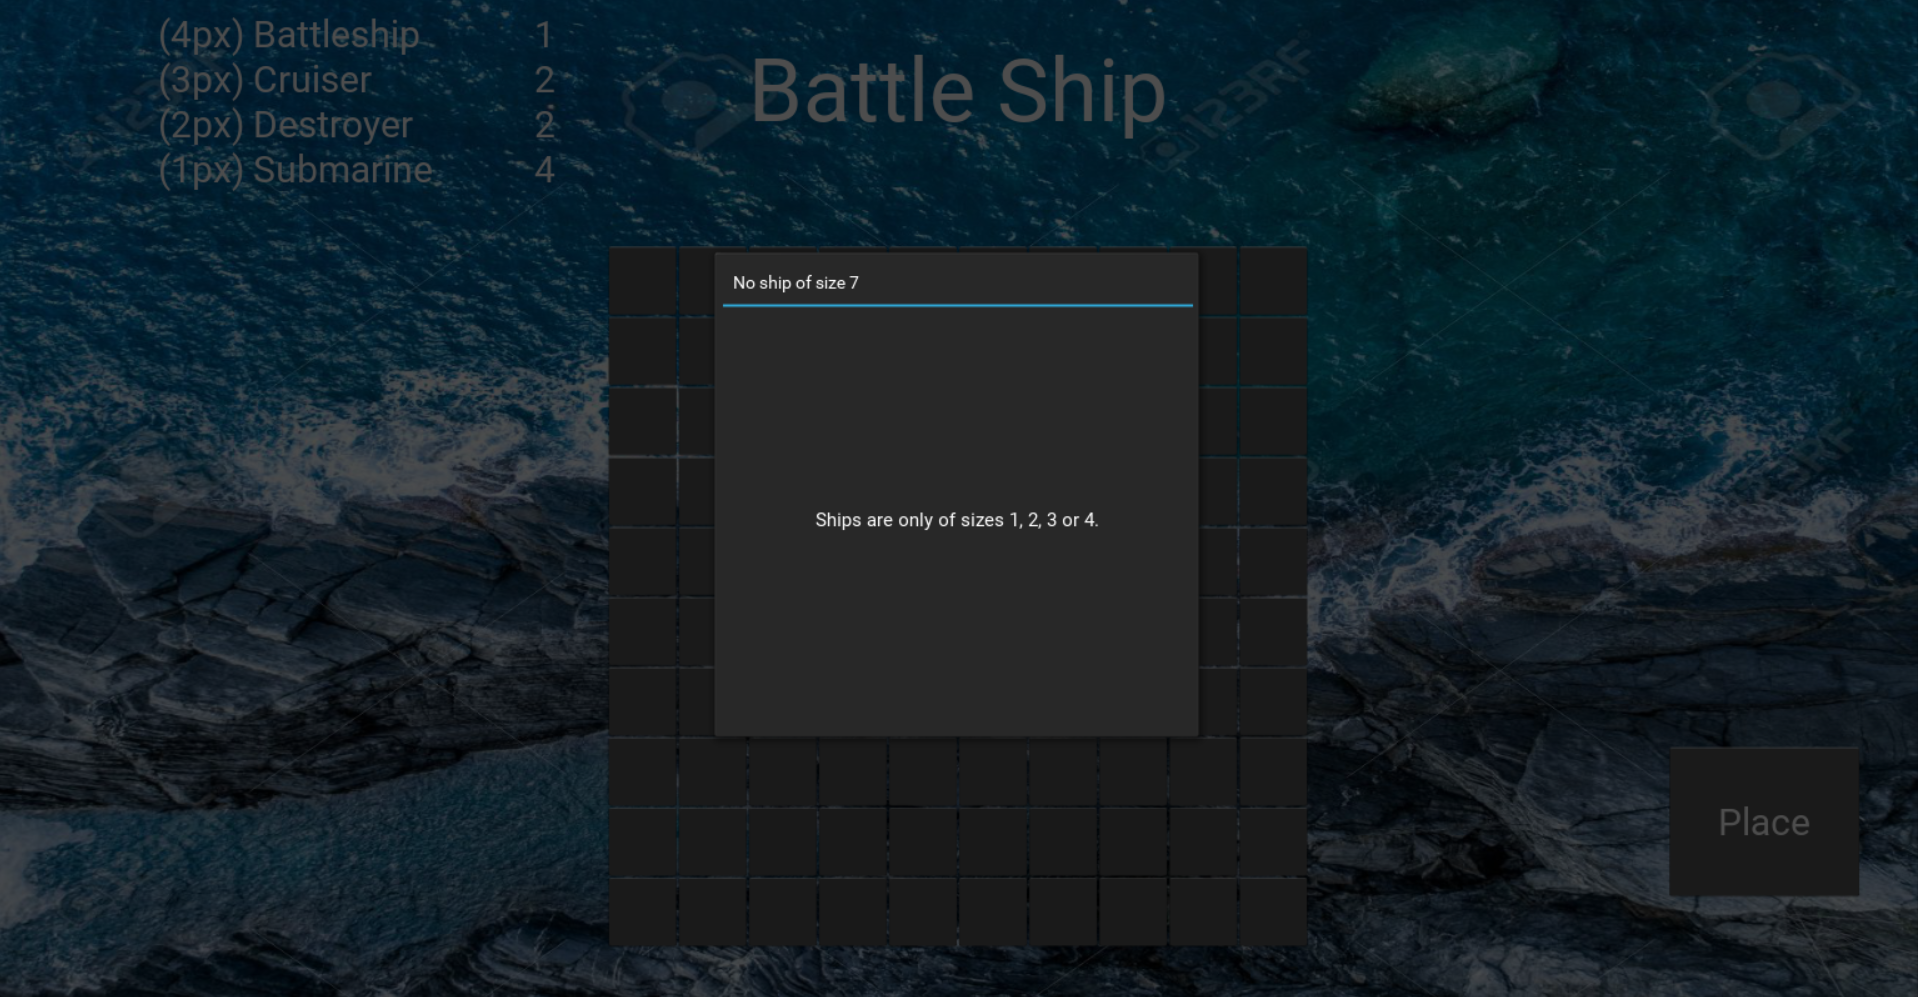 (4px) Battleship 1
(3px) Cruiser 2
(2px) Destroyer 2
(1px) Submarine 4
Battle Ship
123RF
No ship of size 7
Ships are only of sizes 1, 2, 3 or 4.
Place